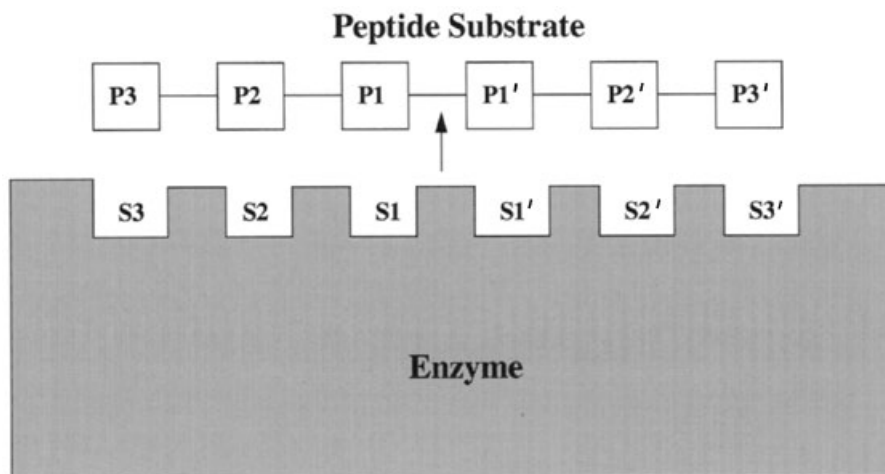 Peptide Substrate
P3 P2 P1 P1′ P2′ P3′
S3 S2 S1 S1′ S2′ S3′
Enzyme